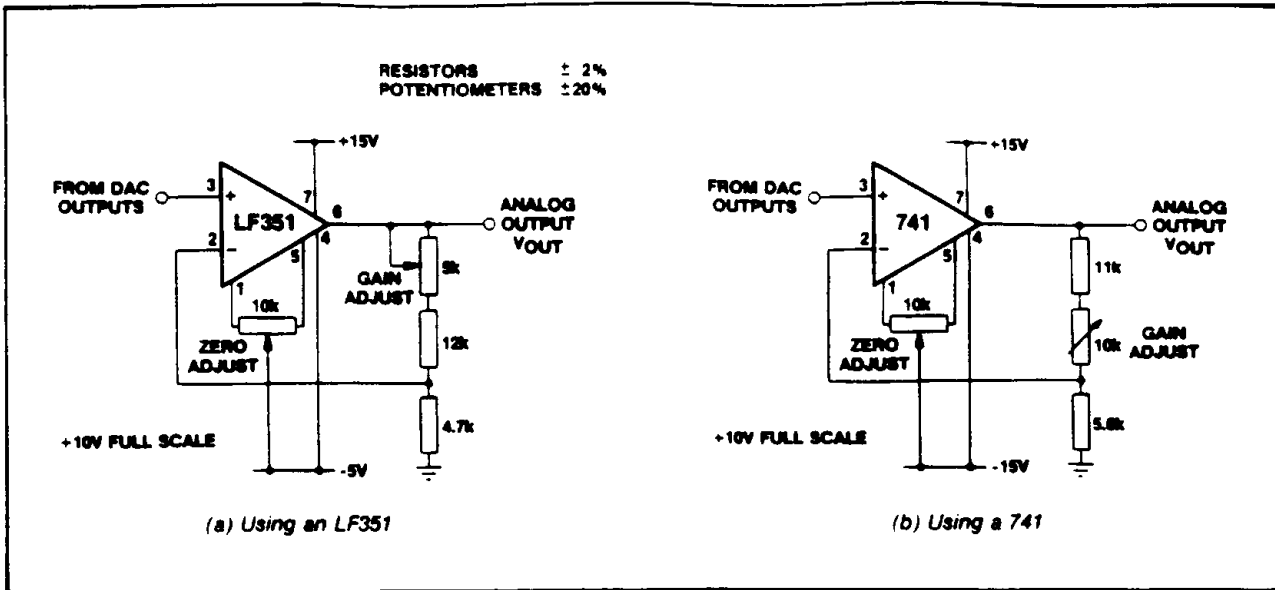 RESISTORS ± 2%
POTENTIOMETERS ±20%
+15V
FROM DAC
OUTPUTS
3
+
7
LF351
6
4
2
−
5
1
ANALOG
OUTPUT
VOUT
5k
GAIN
ADJUST
10k
ZERO
ADJUST
12k
4.7k
+10V FULL SCALE
-5V
(a) Using an LF351
+15V
FROM DAC
OUTPUTS
3
+
7
741
6
4
2
−
5
1
ANALOG
OUTPUT
VOUT
11k
10k
ZERO
ADJUST
10k
GAIN
ADJUST
5.6k
+10V FULL SCALE
-15V
(b) Using a 741